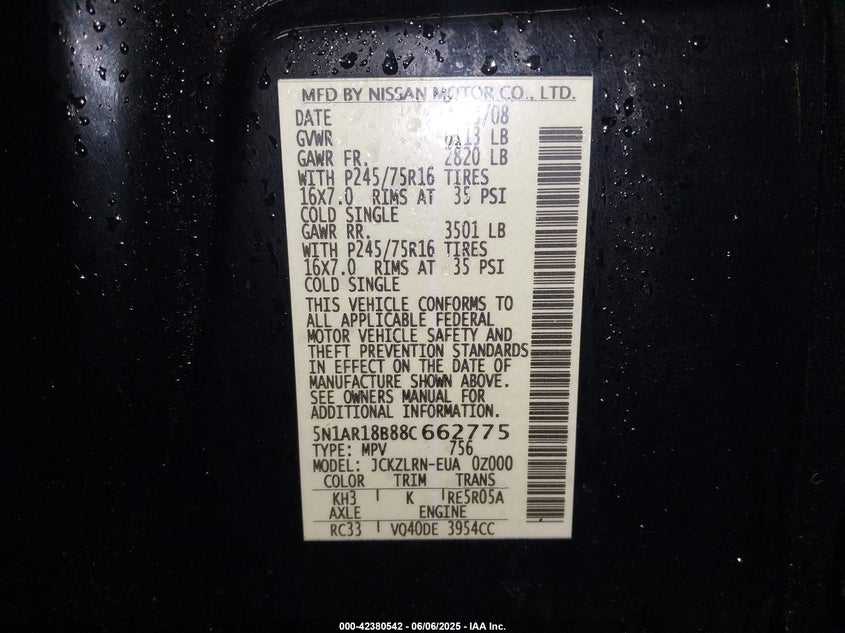 MFD BY NISSAN MOTOR CO., LTD.
DATE /08
GVWR 13 LB
GAWR FR. 2820 LB
WITH P245/75R16 TIRES
16X7.0 RIMS AT 35 PSI
COLD SINGLE
GAWR RR. 3501 LB
WITH P245/75R16 TIRES
16X7.0 RIMS AT 35 PSI
COLD SINGLE
THIS VEHICLE CONFORMS TO
ALL APPLICABLE FEDERAL
MOTOR VEHICLE SAFETY AND
THEFT PREVENTION STANDARDS
IN EFFECT ON THE DATE OF
MANUFACTURE SHOWN ABOVE.
SEE OWNERS MANUAL FOR
ADDITIONAL INFORMATION.
5N1AR18B88C662775
TYPE: MPV 756
MODEL: JCKZLRN-EUA 0Z000
COLOR TRIM TRANS
KH3 K RE5R05A
AXLE ENGINE
RC33 VQ40DE 3954CC
000-42380542 - 06/06/2025 - IAA Inc.